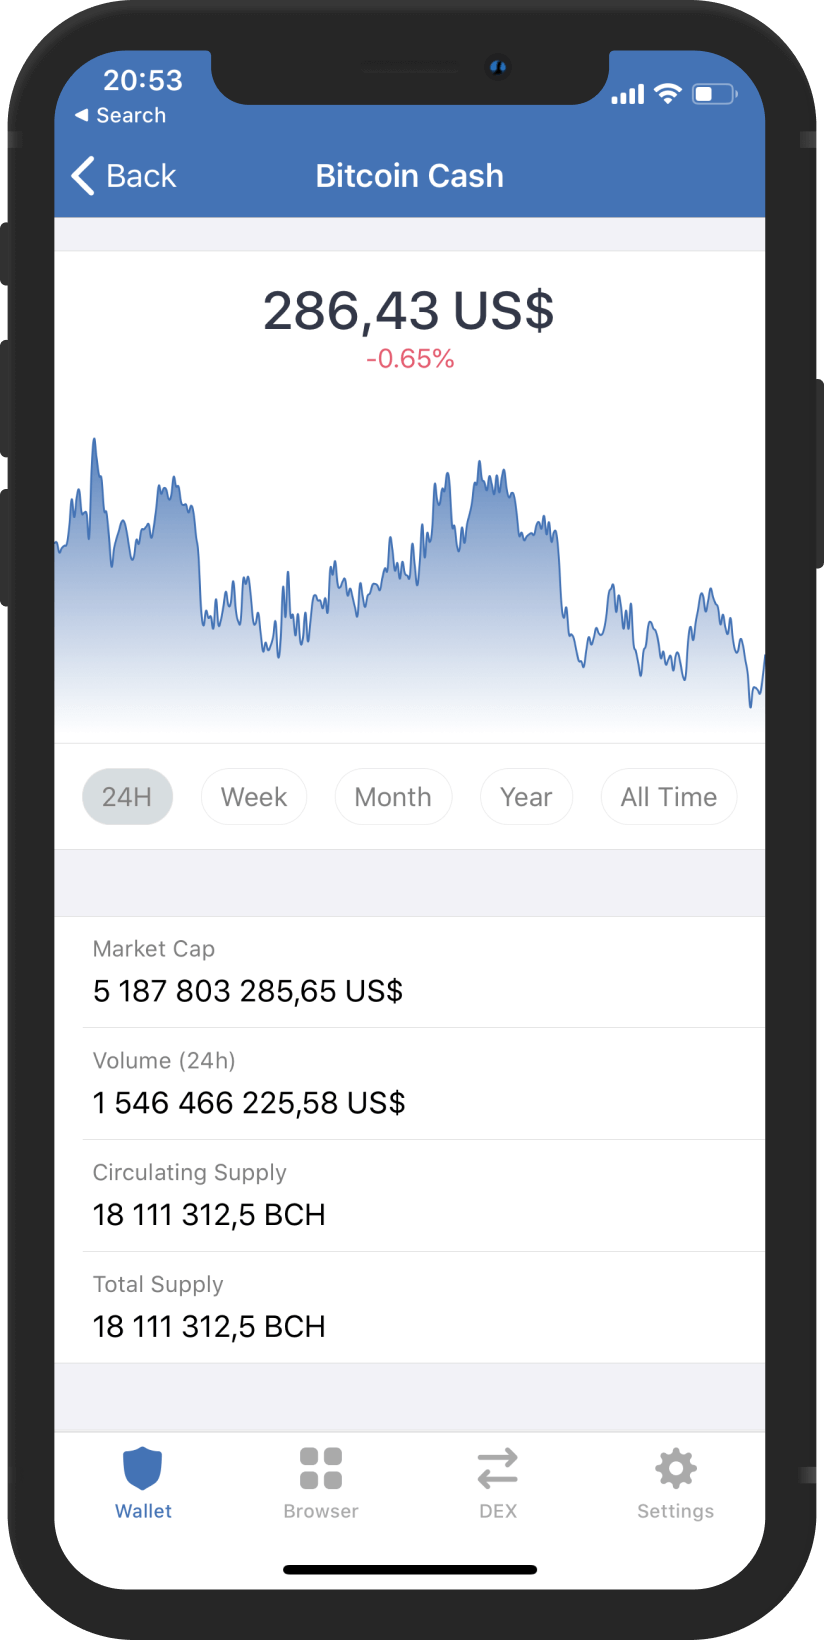 20:53
◀ Search
Back
Bitcoin Cash
286,43 US$
-0.65%
24H Week Month Year All Time
Market Cap
5 187 803 285,65 US$
Volume (24h)
1 546 466 225,58 US$
Circulating Supply
18 111 312,5 BCH
Total Supply
18 111 312,5 BCH
Wallet Browser DEX Settings